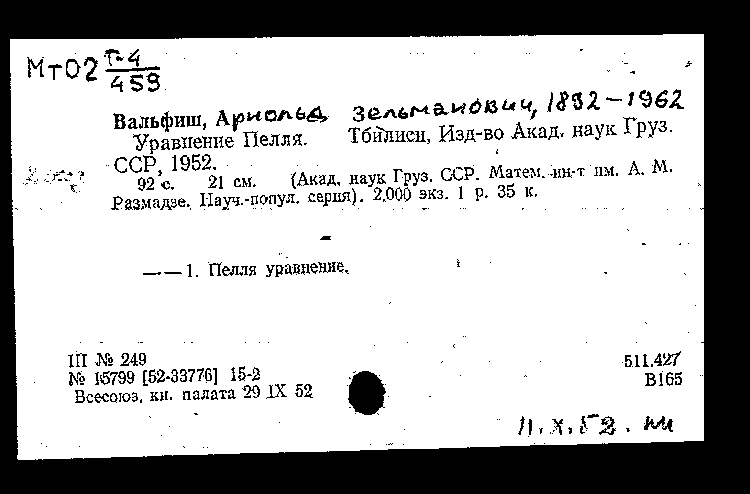 МтО2 Г-4
459
Вальфиш, Арнольд Зельманович, 1892-1962
Уравнение Пелля. Тбилиси, Изд-во Акад. наук Груз.
ССР, 1952.
92 с. 21 см. (Акад. наук Груз. ССР. Матем. ин-т им. А. М.
Размадзе. Науч.-попул. серия). 2.000 экз. 1 р. 35 к.
—— 1. Пелля уравнение.
III № 249 511.427
№ 15799 [52-33776] 15-2 В165
Всесоюз. кн. палата 29 IX 52
11.X.52.